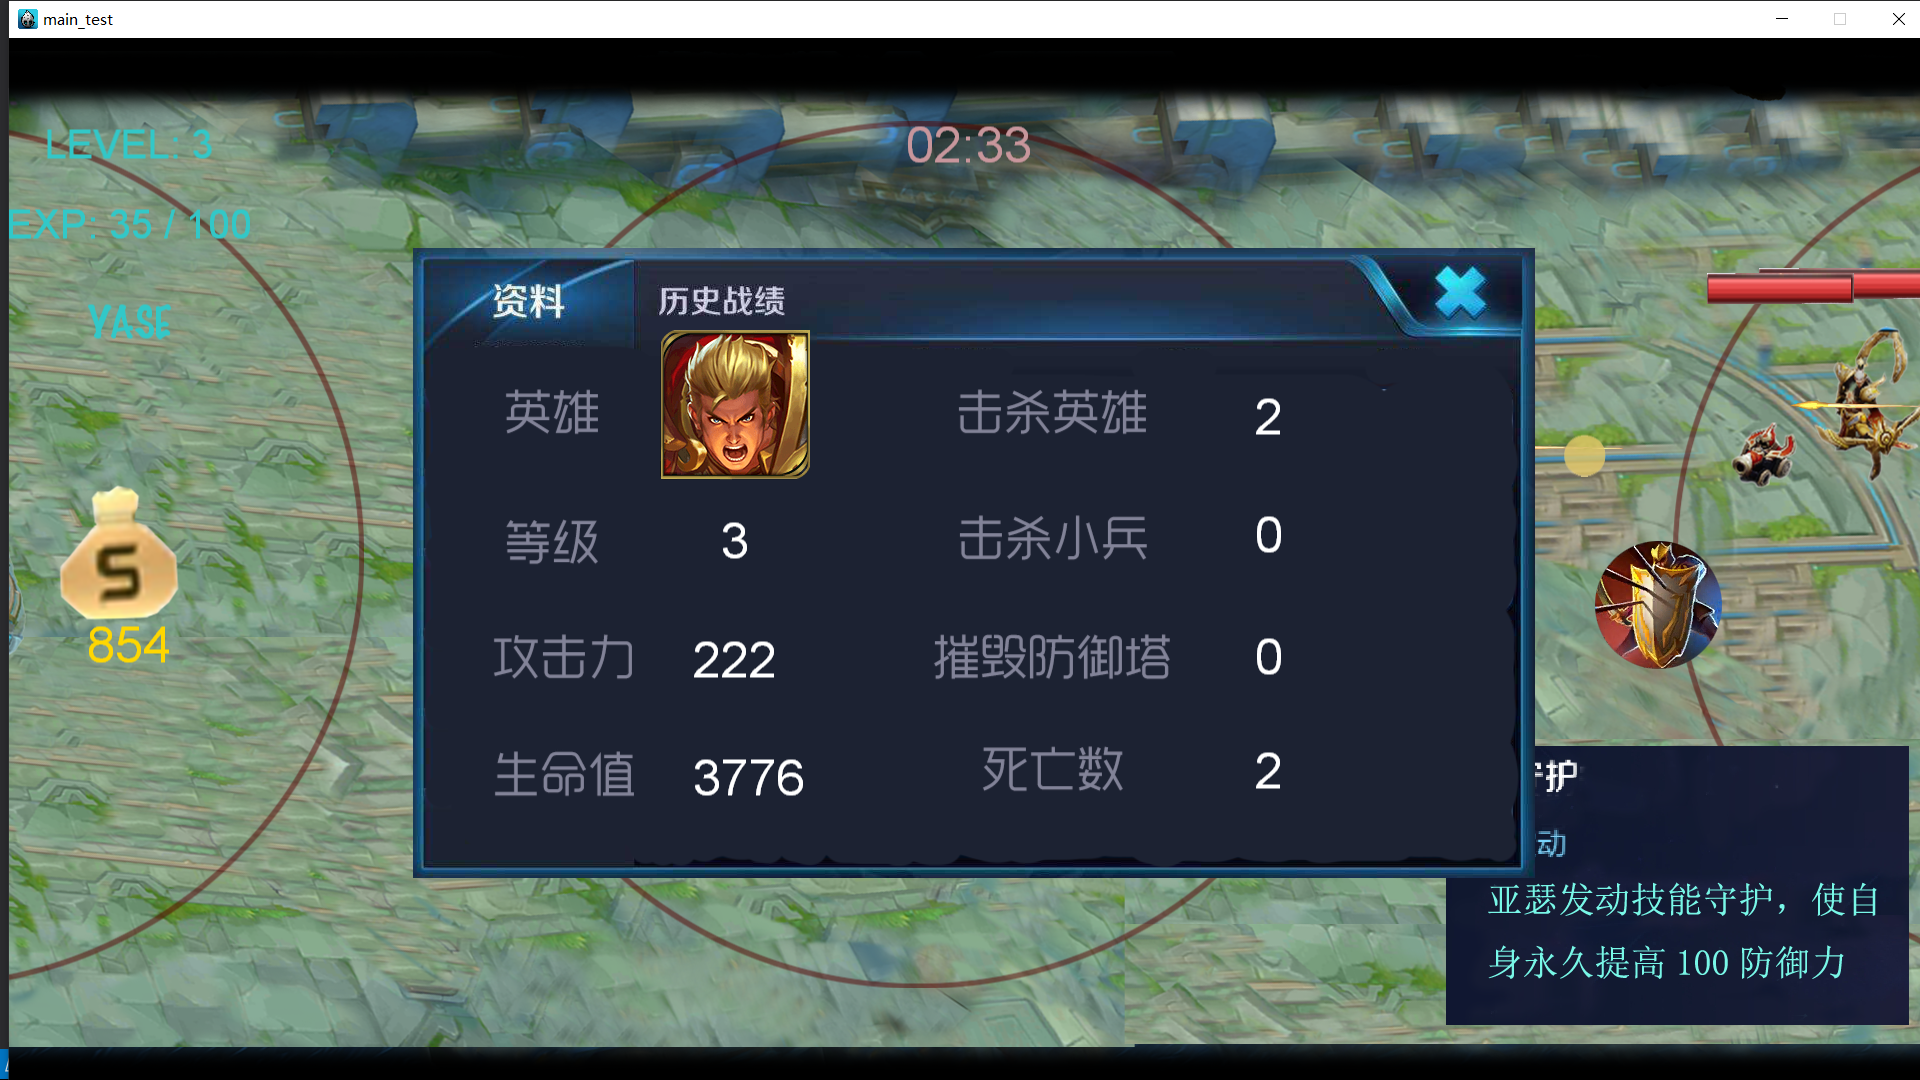 main_test
LEVEL: 3
02:33
EXP: 35 / 100
YASE
资料
历史战绩
英雄
击杀英雄
2
等级
3
击杀小兵
0
攻击力
222
摧毁防御塔
0
生命值
3776
死亡数
2
S
854
护
动
亚瑟发动技能守护，使自
身永久提高 100 防御力